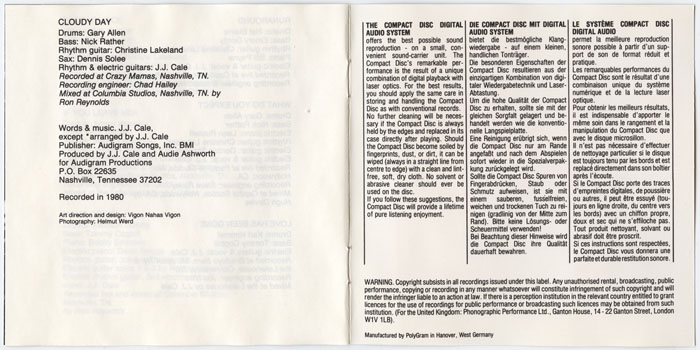 CLOUDY DAY
Drums: Gary Allen
Bass: Nick Rather
Rhythm guitar: Christine Lakeland
Sax: Dennis Solee
Rhythm & electric guitars: J.J. Cale
Recorded at Crazy Mamas, Nashville, TN.
Recording engineer: Chad Hailey
Mixed at Columbia Studios, Nashville, TN. by
Ron Reynolds
Words & music. J.J. Cale,
except *arranged by J.J. Cale
Publisher: Audigram Songs, Inc. BMI
Produced by J.J. Cale and Audie Ashworth
for Audigram Productions
P.O. Box 22635
Nashville, Tennessee 37202
Recorded in 1980
Art direction and design: Vigon Nahas Vigon
Photography: Helmut Werd
THE COMPACT DISC DIGITAL
AUDIO SYSTEM
offers the best possible sound
reproduction - on a small, con-
venient sound-carrier unit. The
Compact Disc's remarkable per-
formance is the result of a unique
combination of digital playback with
laser optics. For the best results,
you should apply the same care in
storing and handling the Compact
Disc as with conventional records.
No further cleaning will be neces-
sary if the Compact Disc is always
held by the edges and replaced in its
case directly after playing. Should
the Compact Disc become soiled by
fingerprints, dust, or dirt, it can be
wiped (always in a straight line from
centre to edge) with a clean and lint-
free, soft, dry cloth. No solvent or
abrasive cleaner should ever be
used on the disc.
If you follow these suggestions, the
Compact Disc will provide a lifetime
of pure listening enjoyment.
DIE COMPACT DISC MIT DIGITAL
AUDIO SYSTEM
bietet die bestmögliche Klang-
wiedergabe - auf einem kleinen,
handlichen Tonträger.
Die besonderen Eigenschaften der
Compact Disc resultieren aus der
einzigartigen Kombination von digi-
taler Wiedergabetechnik und Laser-
Abtastung.
Um die hohe Qualität der Compact
Disc zu erhalten, sollte sie mit der
gleichen Sorgfalt gelagert und be-
handelt werden wie die konventio-
nelle Langspielplatte.
Eine Reinigung erübrigt sich, wenn
die Compact Disc nur am Rande
angefaßt und nach dem Abspielen
sofort wieder in die Spezialverpak-
kung zurückgelegt wird.
Sollte die Compact Disc Spuren von
Fingerabdrücken, Staub oder
Schmutz aufweisen, ist sie mit
einem sauberen, fusselfreien,
weichen und trockenen Tuch zu rei-
nigen (gradlinig von der Mitte zum
Rand). Bitte keine Lösungs- oder
Scheuermittel verwenden!
Bei Beachtung dieser Hinweise wird
die Compact Disc ihre Qualität
dauerhaft bewahren.
LE SYSTÈME COMPACT DISC
DIGITAL AUDIO
permet la meilleure reproduction
sonore possible à partir d'un sup-
port de son de format réduit et
pratique.
Les remarquables performances du
Compact Disc sont le résultat d'une
combinaison unique du système
numérique et de la lecture laser
optique.
Pour obtenir les meilleurs résultats,
il est indispensable d'apporter le
même soin dans le rangement et la
manipulation du Compact Disc que
avec le disque microsillon.
Il n'est pas nécessaire d'effectuer
de nettoyage particulier si le disque
est toujours tenu par les bords et est
replacé directement dans son boîtier
après l'écoute.
Si le Compact Disc porte des traces
d'empreintes digitales, de poussière
ou autres, il peut être essuyé (tou-
jours en ligne droite, du centre vers
les bords) avec un chiffon propre,
doux et sec qui ne s'effiloche pas.
Tout produit nettoyant, solvant ou
abrasif doit être proscrit.
Si ces instructions sont respectées,
le Compact Disc vous donnera une
parfaite et durable restitution sonore.
WARNING. Copyright subsists in all recordings issued under this label. Any unauthorised rental, broadcasting, public
performance, copying or recording in any manner whatsoever will constitute infringement of such copyright and will
render the infringer liable to an action at law. If there is a perception institution in the relevant country entitled to grant
licences for the use of recordings for public performance or broadcasting such licences may be obtained from such
institution. (For the United Kingdom: Phonographic Performance Ltd., Ganton House, 14 - 22 Ganton Street, London
W1V 1LB).
Manufactured by PolyGram in Hanover, West Germany